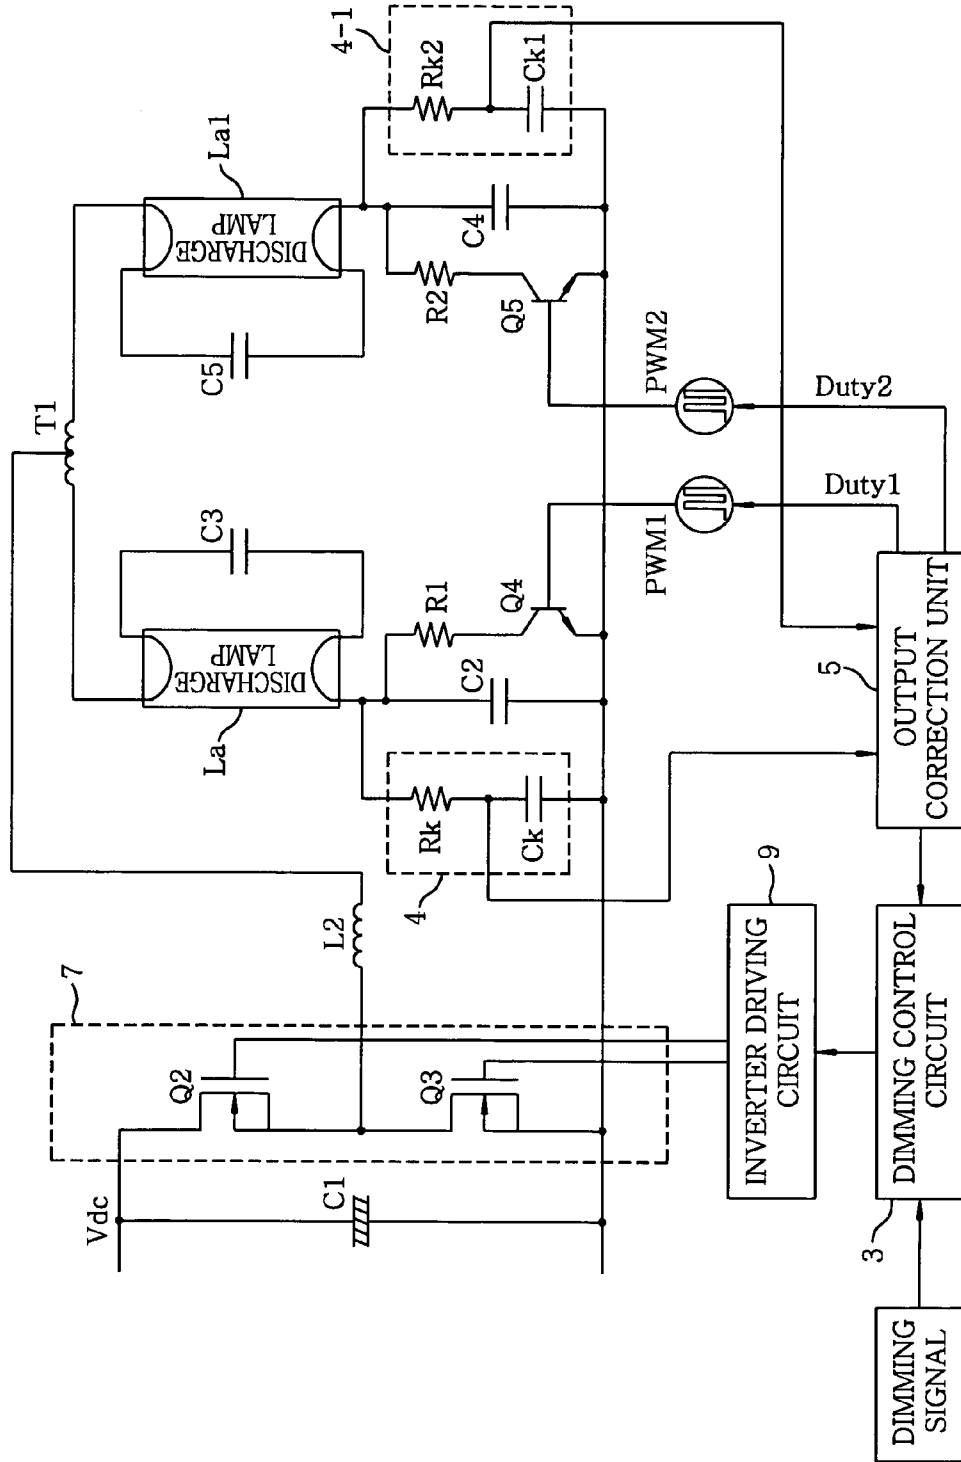 Vdc
C1
7
Q2
Q3
L2
T1
La
DISCHARGE
LAMP
C3
C5
DISCHARGE
LAMP
La1
4
Rk
Ck
C2
R1
Q4
R2
Q5
C4
4-1
Rk2
Ck1
PWM1
PWM2
Duty1
Duty2
9
INVERTER DRIVING
CIRCUIT
DIMMING
SIGNAL
3
DIMMING CONTROL
CIRCUIT
5
OUTPUT
CORRECTION UNIT